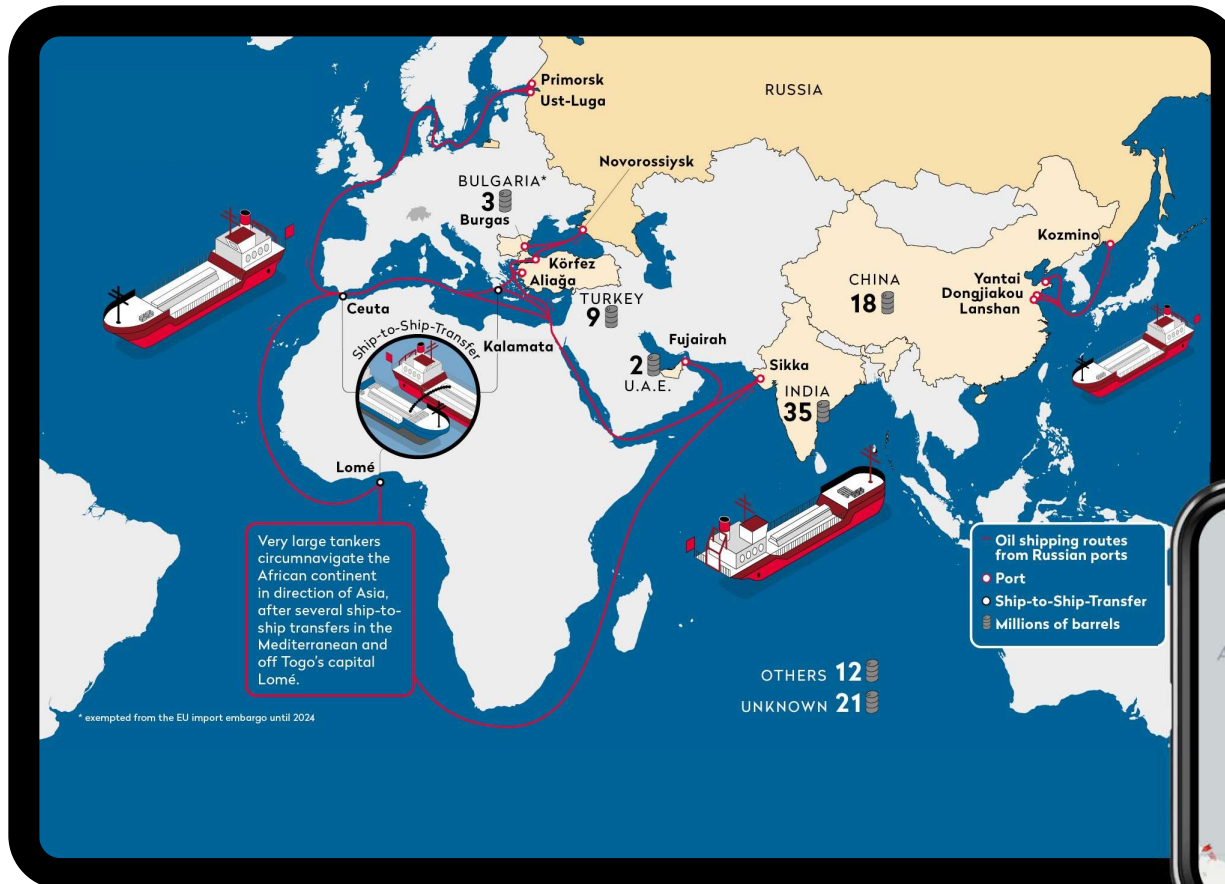 Primorsk
Ust-Luga
RUSSIA
Novorossiysk
BULGARIA*
3
Burgas
Kozmino
Körfez
Aliağa
CHINA
18
Yantai
Dongjiakou
Lanshan
TURKEY
9
Ceuta
Ship-to-Ship-Transfer
Kalamata
Fujairah
2
U.A.E.
Sikka
INDIA
35
Lomé
Very large tankers
circumnavigate the
African continent
in direction of Asia,
after several ship-to-
ship transfers in the
Mediterranean and
off Togo's capital
Lomé.
Oil shipping routes
from Russian ports
Port
Ship-to-Ship-Transfer
Millions of barrels
OTHERS 12
UNKNOWN 21
* exempted from the EU import embargo until 2024